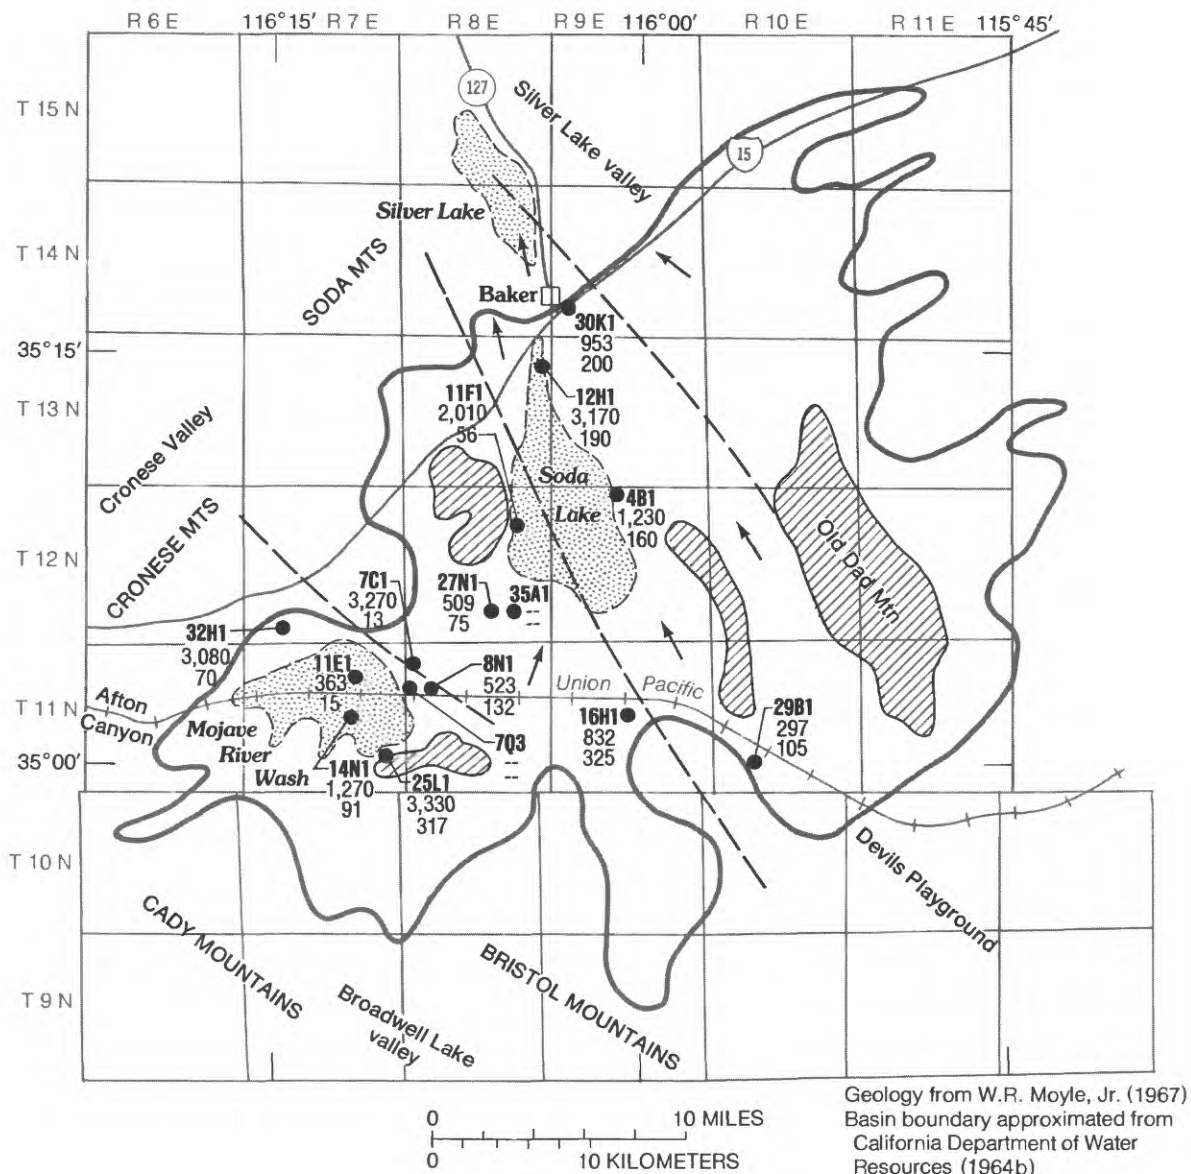 R 6 E
116°15′
R 7 E
R 8 E
R 9 E
116°00′
R 10 E
R 11 E
115°45′
T 15 N
127
Silver Lake valley
15
Silver Lake
T 14 N
SODA MTS
Baker
30K1
953
200
35°15′
T 13 N
11F1
2,010
56
12H1
3,170
190
Cronese Valley
Soda
Lake
4B1
1,230
160
CRONESE MTS
Old Dad Mtn
T 12 N
7C1
3,270
13
27N1
509
75
35A1
--
--
32H1
3,080
70
11E1
363
15
8N1
523
132
Union Pacific
Afton
Canyon
T 11 N
Mojave
River
Wash
7Q3
--
--
16H1
832
325
29B1
297
105
35°00′
14N1
1,270
91
25L1
3,330
317
T 10 N
Devils Playground
CADY MOUNTAINS
BRISTOL MOUNTAINS
T 9 N
Broadwell Lake
valley
0 10 MILES
0 10 KILOMETERS
Geology from W.R. Moyle, Jr. (1967)
Basin boundary approximated from
California Department of Water
Resources (1964b)